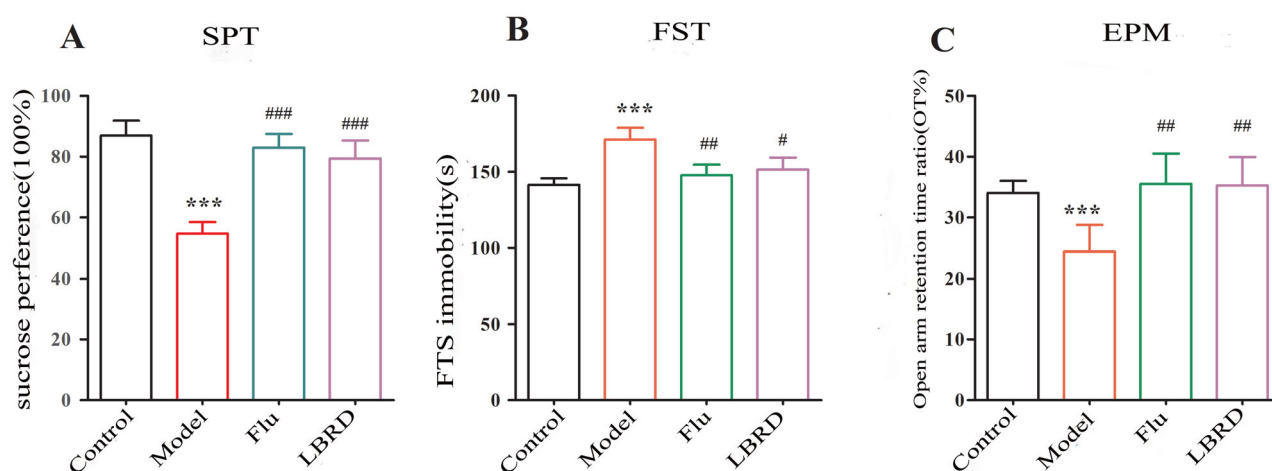 A
SPT
sucrose perference(100%)
100
80
60
40
20
0
***
###
###
Control
Model
Flu
LBRD
B
FST
FTS immobility(s)
200
150
100
50
0
***
##
#
Control
Model
Flu
LBRD
C
EPM
Open arm retention time ratio(OT%)
50
40
30
20
10
0
***
##
##
Control
Model
Flu
LBRD